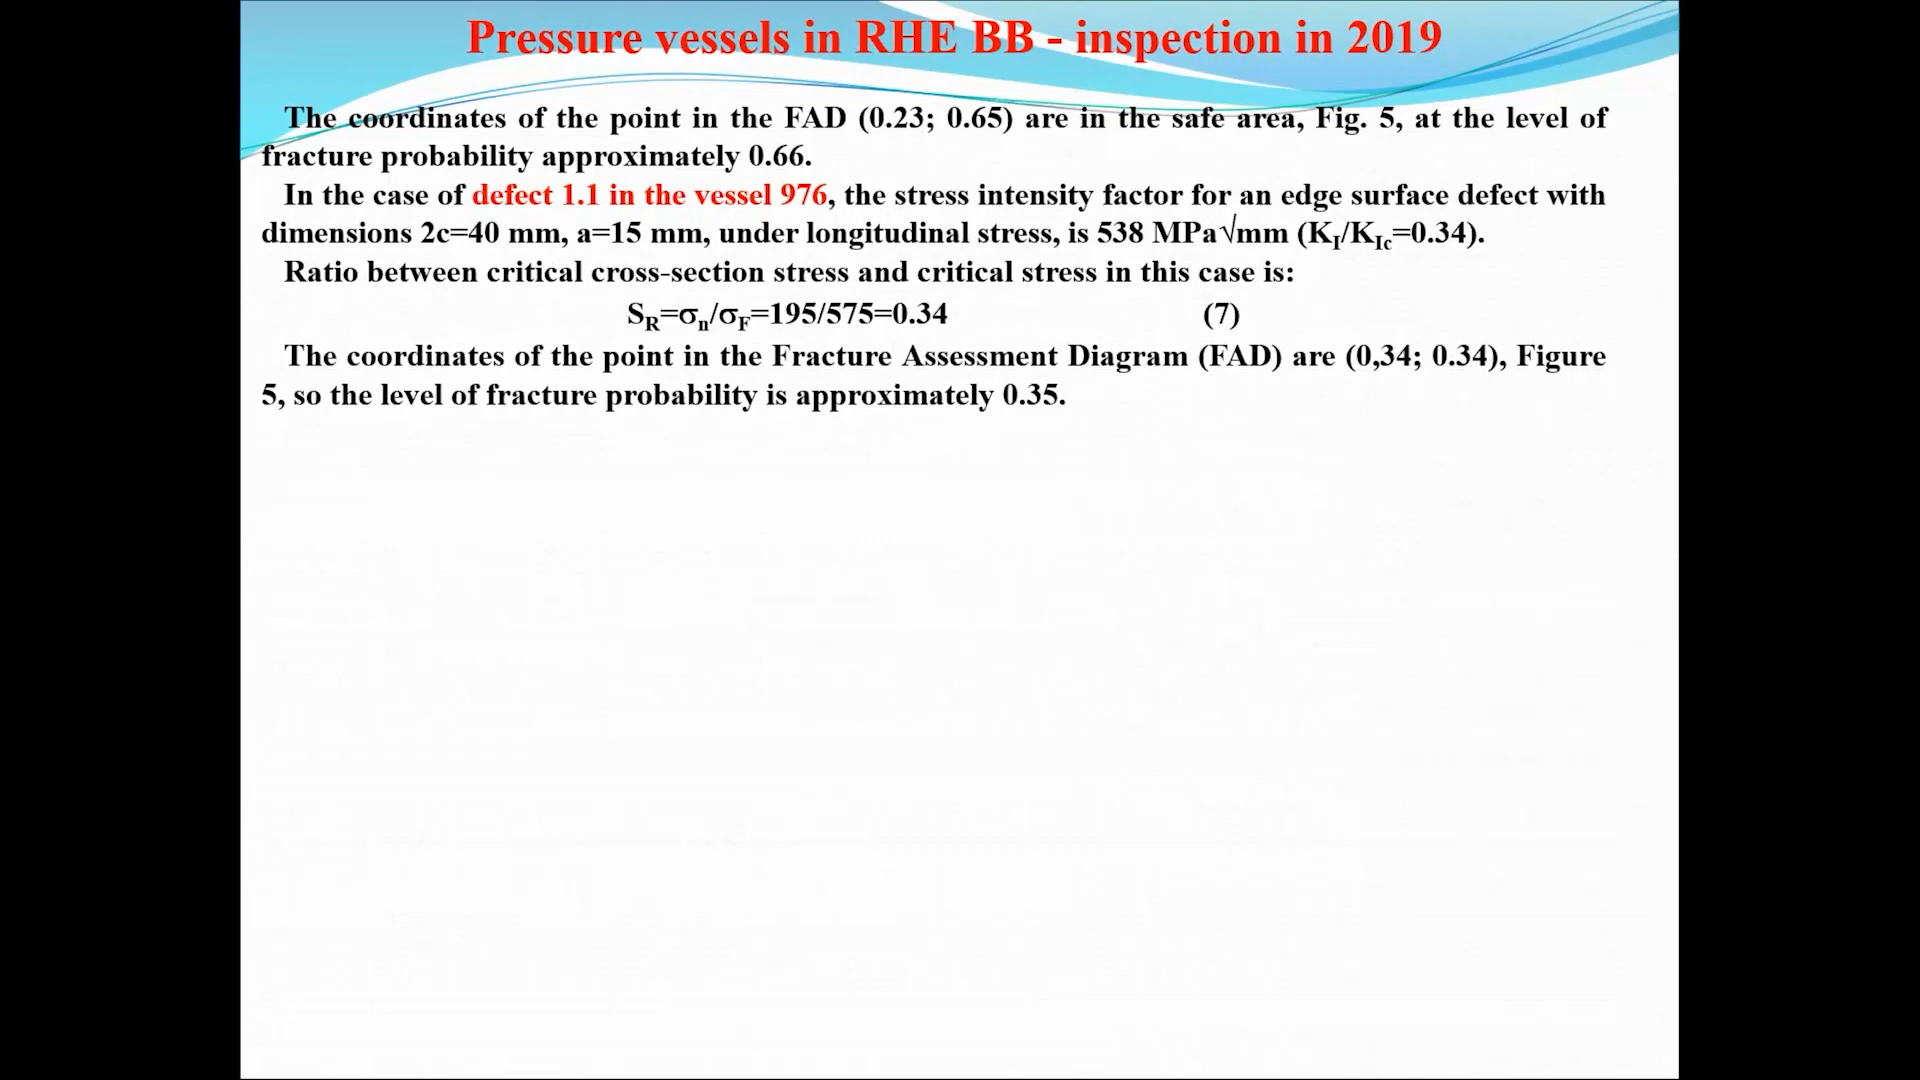 Pressure vessels in RHE BB - inspection in 2019
The coordinates of the point in the FAD (0.23; 0.65) are in the safe area, Fig. 5, at the level of
fracture probability approximately 0.66.
In the case of defect 1.1 in the vessel 976, the stress intensity factor for an edge surface defect with
dimensions 2c=40 mm, a=15 mm, under longitudinal stress, is 538 MPa√mm (KI/KIc=0.34).
Ratio between critical cross-section stress and critical stress in this case is:
SR=σn/σF=195/575=0.34 (7)
The coordinates of the point in the Fracture Assessment Diagram (FAD) are (0,34; 0.34), Figure
5, so the level of fracture probability is approximately 0.35.